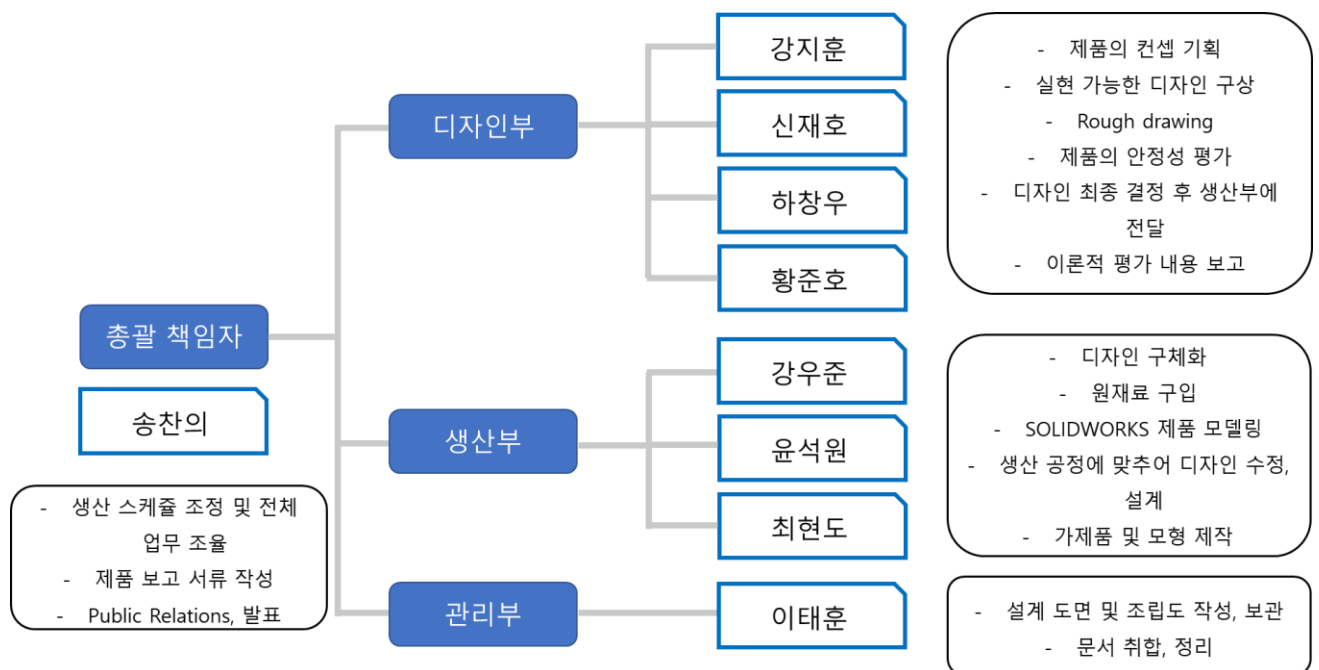 총괄 책임자
송찬의
- 생산 스케쥴 조정 및 전체
업무 조율
- 제품 보고 서류 작성
- Public Relations, 발표
디자인부
강지훈
신재호
하창우
황준호
- 제품의 컨셉 기획
- 실현 가능한 디자인 구상
- Rough drawing
- 제품의 안정성 평가
- 디자인 최종 결정 후 생산부에
전달
- 이론적 평가 내용 보고
생산부
강우준
윤석원
최현도
- 디자인 구체화
- 원재료 구입
- SOLIDWORKS 제품 모델링
- 생산 공정에 맞추어 디자인 수정,
설계
- 가제품 및 모형 제작
관리부
이태훈
- 설계 도면 및 조립도 작성, 보관
- 문서 취합, 정리